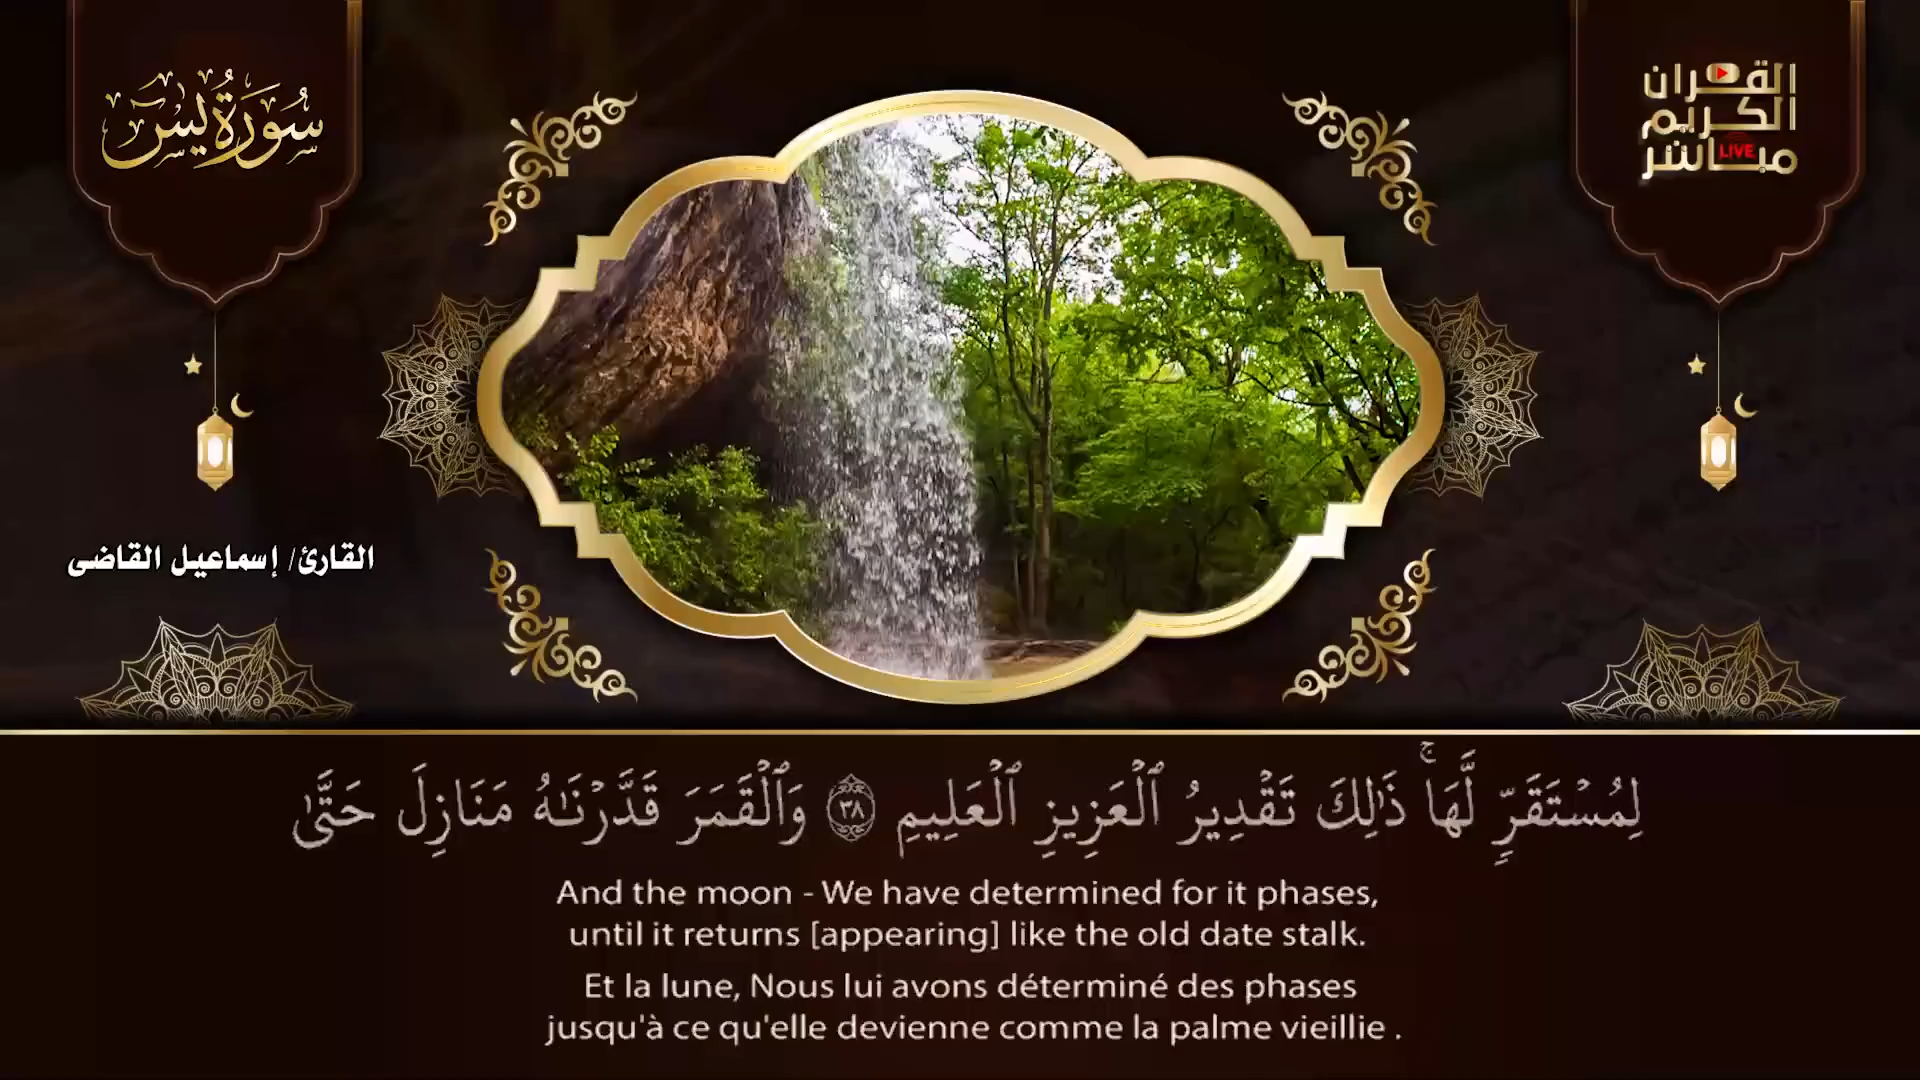 سُورَةُ يسٓ
القران
الكريم
مباشر
LIVE
القارئ/ إسماعيل القاضى
لِمُسْتَقَرٍّ لَّهَا ۚ ذَٰلِكَ تَقْدِيرُ ٱلْعَزِيزِ ٱلْعَلِيمِ ٣٨ وَٱلْقَمَرَ قَدَّرْنَـٰهُ مَنَازِلَ حَتَّىٰ
And the moon - We have determined for it phases,
until it returns [appearing] like the old date stalk.
Et la lune, Nous lui avons déterminé des phases
jusqu'à ce qu'elle devienne comme la palme vieillie .